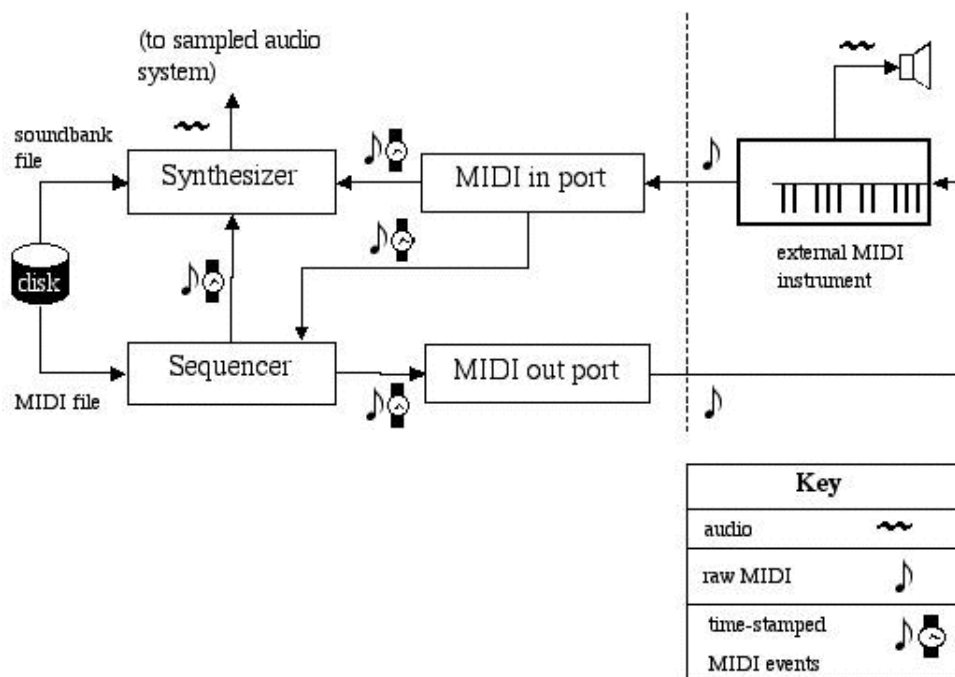 (to sampled audio
system)
soundbank
file
Synthesizer
MIDI in port
external MIDI
instrument
disk
Sequencer
MIDI out port
MIDI file
Key
audio
raw MIDI
time-stamped
MIDI events